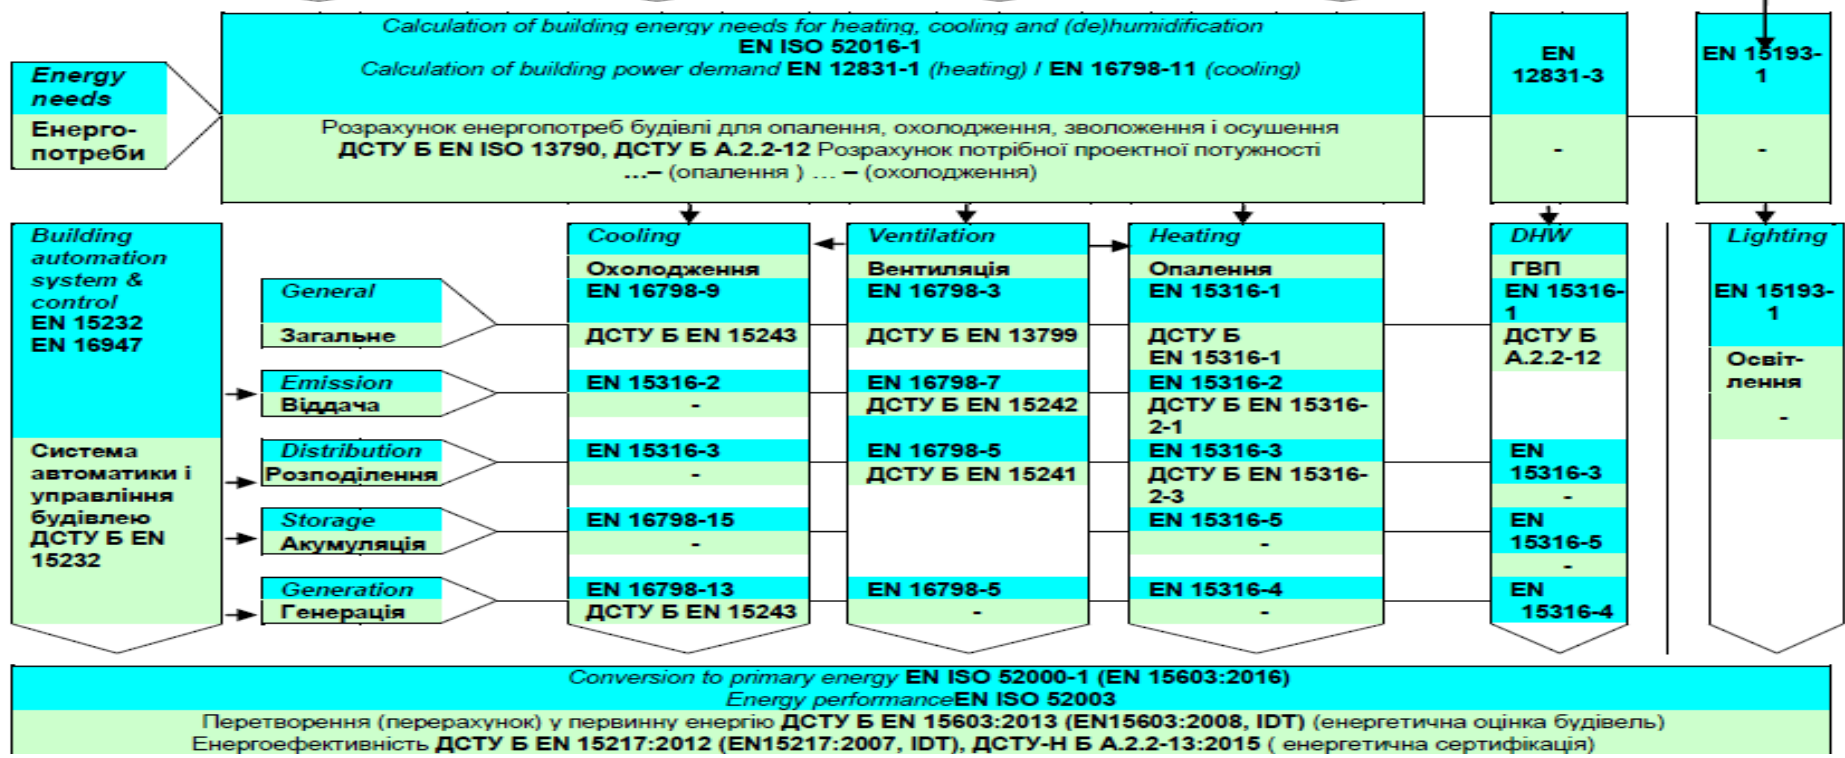 Calculation of building energy needs for heating, cooling and (de)humidification
EN ISO 52016-1
Calculation of building power demand EN 12831-1 (heating) / EN 16798-11 (cooling)
EN
12831-3
EN 15193-
1
Energy
needs
Енерго-
потреби
Розрахунок енергопотреб будівлі для опалення, охолодження, зволоження і осушення
ДСТУ Б EN ISO 13790, ДСТУ Б А.2.2-12 Розрахунок потрібної проектної потужності
...– (опалення ) ... – (охолодження)
-
-
Building
automation
system &
control
EN 15232
EN 16947
Система
автоматики і
управління
будівлею
ДСТУ Б EN
15232
General
Загальне
Emission
Віддача
Distribution
Розподілення
Storage
Акумуляція
Generation
Генерація
Cooling
Охолодження
EN 16798-9
ДСТУ Б EN 15243
EN 15316-2
-
EN 15316-3
-
EN 16798-15
-
EN 16798-13
ДСТУ Б EN 15243
Ventilation
Вентиляція
EN 16798-3
ДСТУ Б EN 13799
EN 16798-7
ДСТУ Б EN 15242
EN 16798-5
ДСТУ Б EN 15241
EN 16798-5
-
Heating
Опалення
EN 15316-1
ДСТУ Б
EN 15316-1
EN 15316-2
ДСТУ Б EN 15316-
2-1
EN 15316-3
ДСТУ Б EN 15316-
2-3
EN 15316-5
-
EN 15316-4
-
DHW
ГВП
EN 15316-
1
ДСТУ Б
А.2.2-12
EN
15316-3
-
EN
15316-5
-
EN
15316-4
Lighting
EN 15193-
1
Освіт-
лення
-
Conversion to primary energy EN ISO 52000-1 (EN 15603:2016)
Energy performanceEN ISO 52003
Перетворення (перерахунок) у первинну енергію ДСТУ Б EN 15603:2013 (EN15603:2008, IDT) (енергетична оцінка будівель)
Енергоефективність ДСТУ Б EN 15217:2012 (EN15217:2007, IDT), ДСТУ-Н Б А.2.2-13:2015 ( енергетична сертифікація)